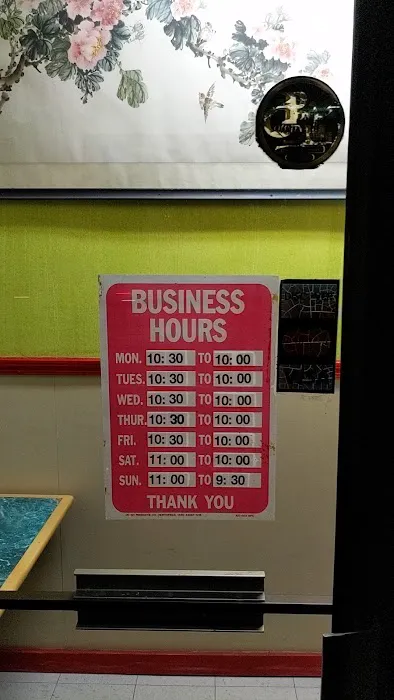 BUSINESS
HOURS
MON. 10: 30 TO 10: 00
TUES. 10: 30 TO 10: 00
WED. 10: 30 TO 10: 00
THUR. 10: 30 TO 10: 00
FRI. 10: 30 TO 10: 00
SAT. 11: 00 TO 10: 00
SUN. 11: 00 TO 9: 30
THANK YOU